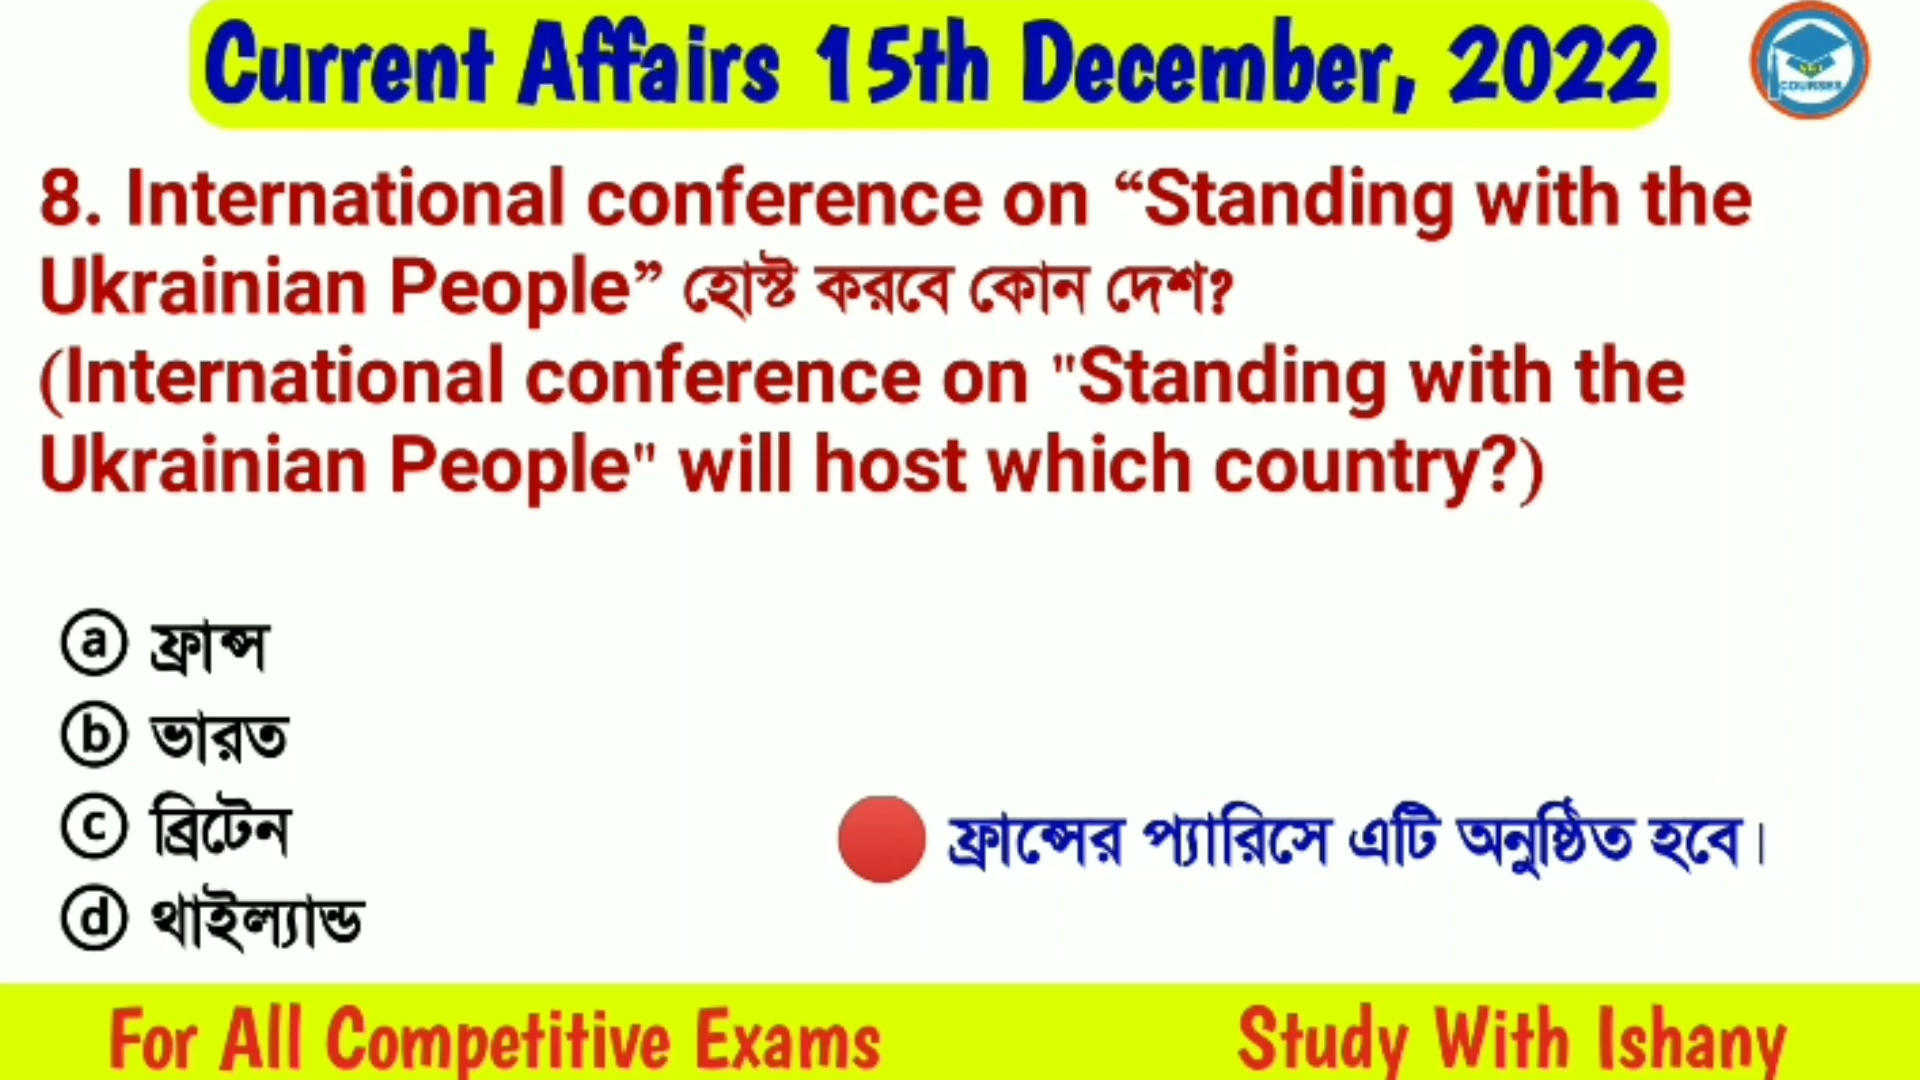 Current Affairs 15th December, 2022
COURSES
8. International conference on “Standing with the
Ukrainian People” হোস্ট করবে কোন দেশ?
(International conference on "Standing with the
Ukrainian People" will host which country?)
ⓐ ফ্রান্স
ⓑ ভারত
ⓒ ব্রিটেন
ⓓ থাইল্যান্ড
ফ্রান্সের প্যারিসে এটি অনুষ্ঠিত হবে।
For All Competitive Exams
Study With Ishany